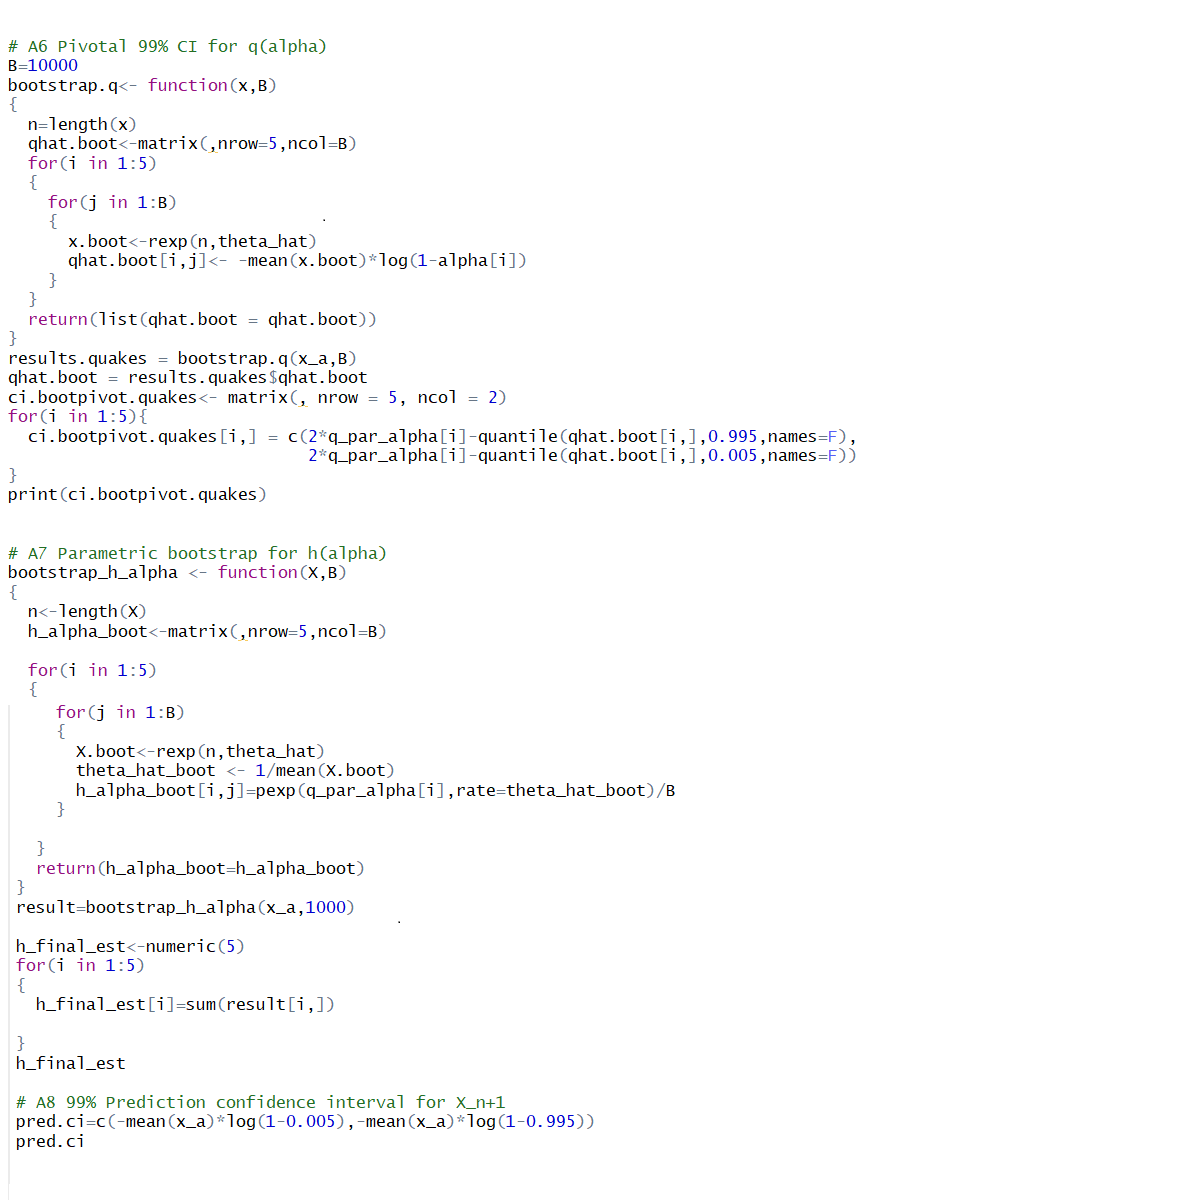 # A6 Pivotal 99% CI for q(alpha)
B=10000
bootstrap.q<- function(x,B)
{
  n=length(x)
  qhat.boot<-matrix(,nrow=5,ncol=B)
  for(i in 1:5)
  {
    for(j in 1:B)
    {
      x.boot<-rexp(n,theta_hat)
      qhat.boot[i,j]<- -mean(x.boot)*log(1-alpha[i])
    }
  }
  return(list(qhat.boot = qhat.boot))
}
results.quakes = bootstrap.q(x_a,B)
qhat.boot = results.quakes$qhat.boot
ci.bootpivot.quakes<- matrix(, nrow = 5, ncol = 2)
for(i in 1:5){
  ci.bootpivot.quakes[i,] = c(2*q_par_alpha[i]-quantile(qhat.boot[i,],0.995,names=F),
                              2*q_par_alpha[i]-quantile(qhat.boot[i,],0.005,names=F))
}
print(ci.bootpivot.quakes)
# A7 Parametric bootstrap for h(alpha)
bootstrap_h_alpha <- function(X,B)
{
  n<-length(X)
  h_alpha_boot<-matrix(,nrow=5,ncol=B)
  for(i in 1:5)
  {
    for(j in 1:B)
    {
      X.boot<-rexp(n,theta_hat)
      theta_hat_boot <- 1/mean(X.boot)
      h_alpha_boot[i,j]=pexp(q_par_alpha[i],rate=theta_hat_boot)/B
    }
  }
  return(h_alpha_boot=h_alpha_boot)
}
result=bootstrap_h_alpha(x_a,1000)
h_final_est<-numeric(5)
for(i in 1:5)
{
  h_final_est[i]=sum(result[i,])
}
h_final_est
# A8 99% Prediction confidence interval for X_n+1
pred.ci=c(-mean(x_a)*log(1-0.005),-mean(x_a)*log(1-0.995))
pred.ci